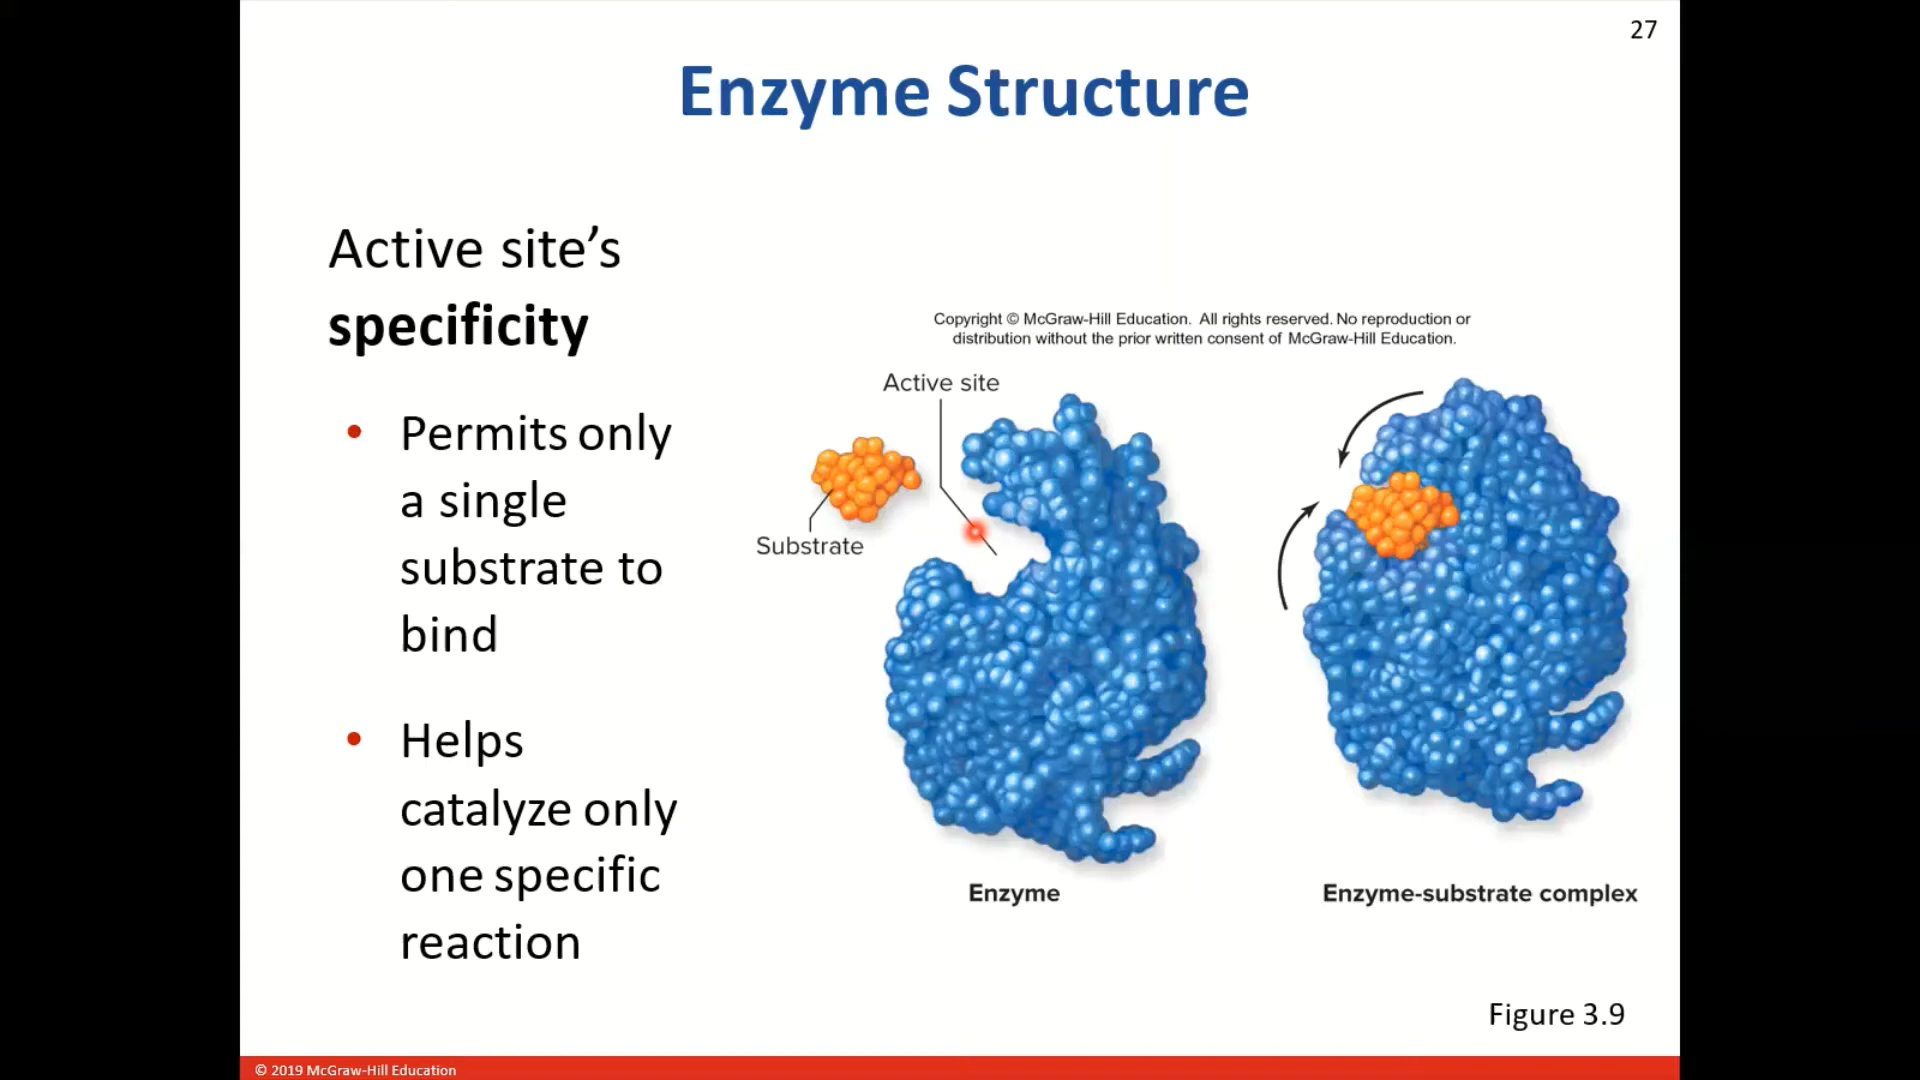 27
Enzyme Structure
Active site’s
specificity
• Permits only
a single
substrate to
bind
• Helps
catalyze only
one specific
reaction
Copyright © McGraw-Hill Education. All rights reserved. No reproduction or
distribution without the prior written consent of McGraw-Hill Education.
Active site
Substrate
Enzyme
Enzyme-substrate complex
Figure 3.9
© 2019 McGraw-Hill Education